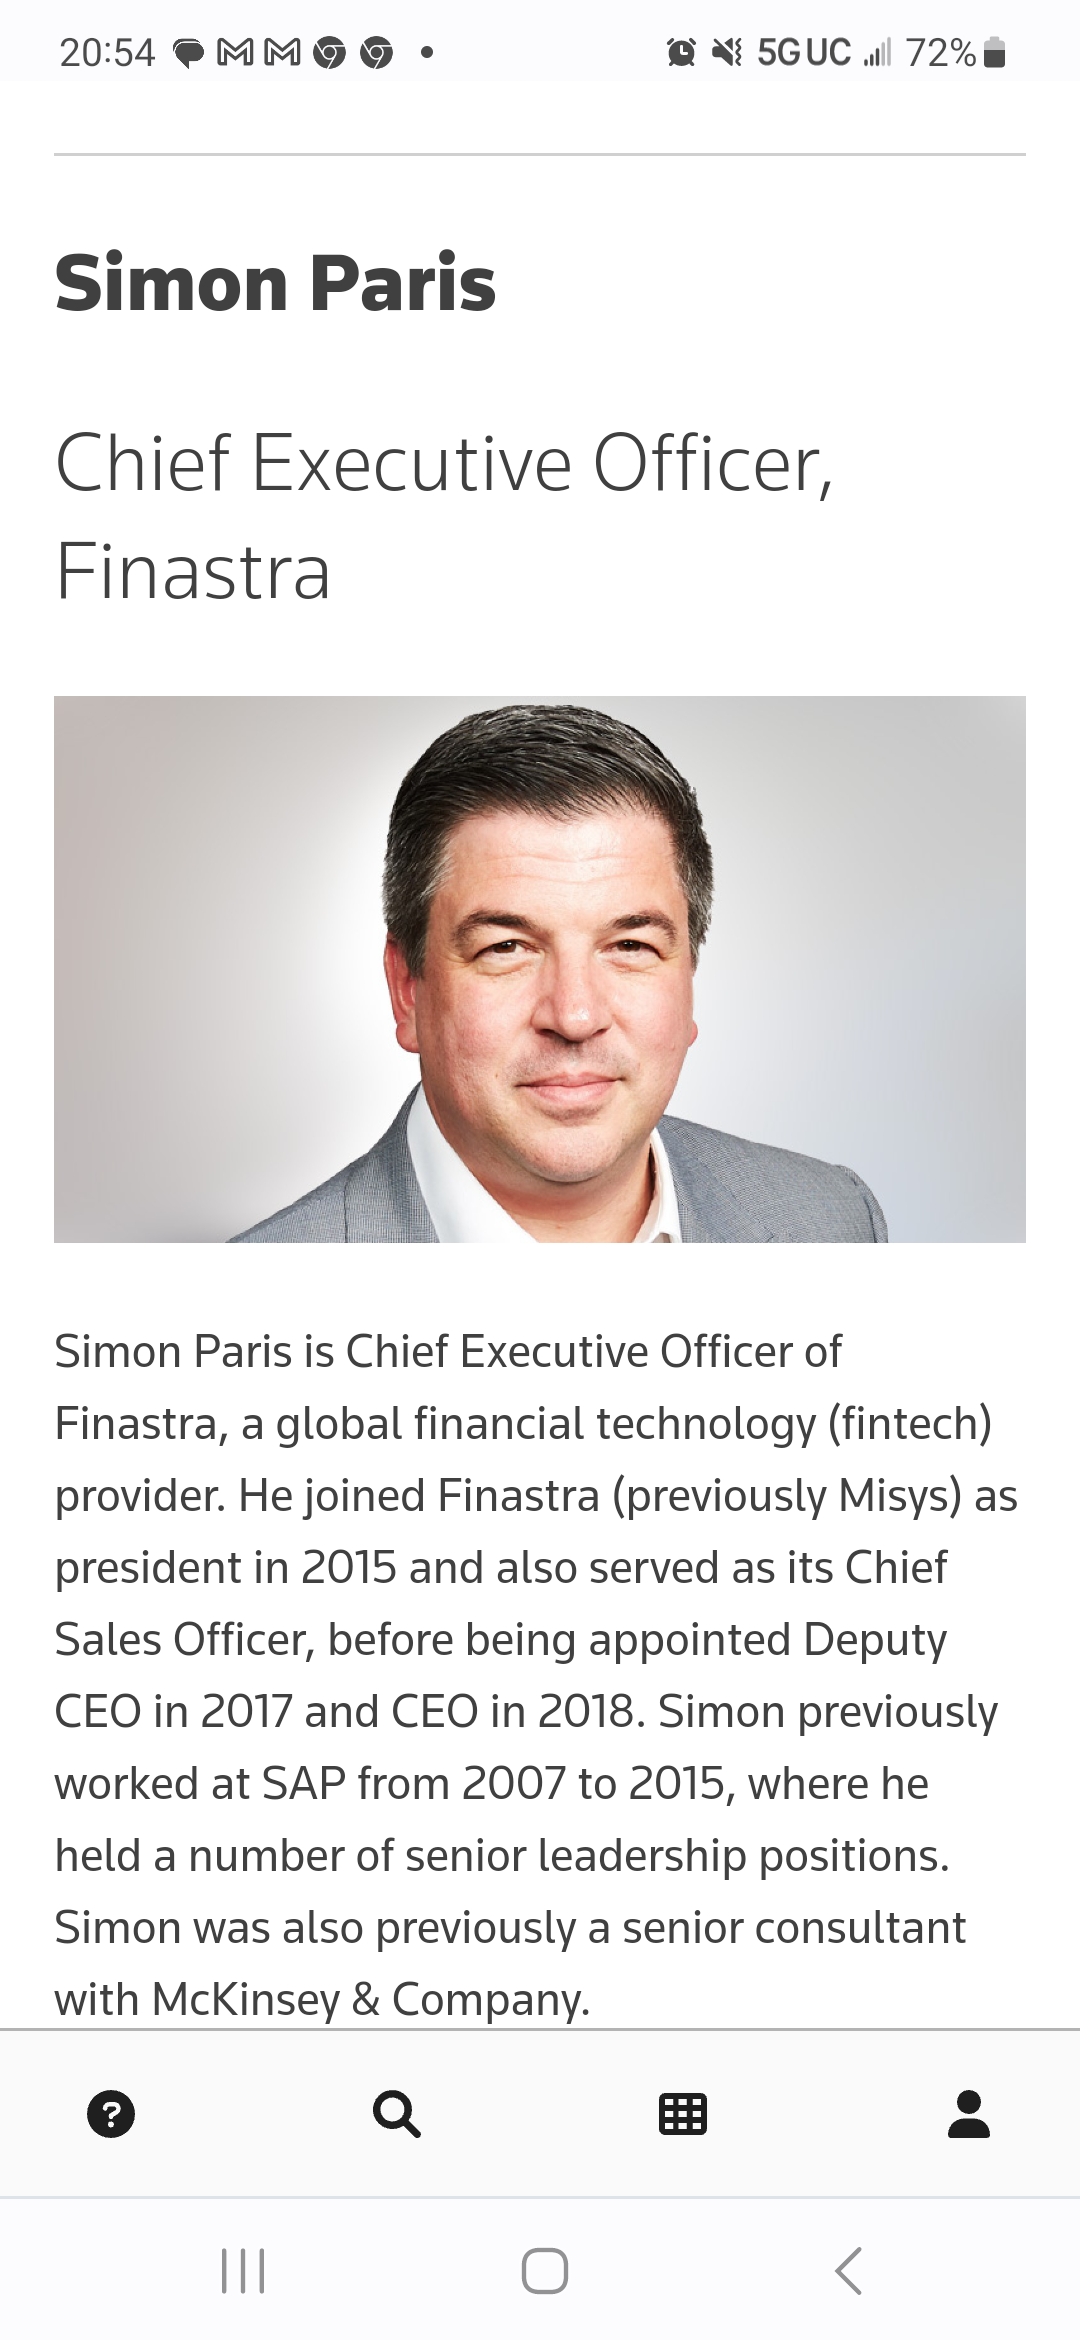 20:54
5G UC
72%
Simon Paris
Chief Executive Officer,
Finastra
Simon Paris is Chief Executive Officer of
Finastra, a global financial technology (fintech)
provider. He joined Finastra (previously Misys) as
president in 2015 and also served as its Chief
Sales Officer, before being appointed Deputy
CEO in 2017 and CEO in 2018. Simon previously
worked at SAP from 2007 to 2015, where he
held a number of senior leadership positions.
Simon was also previously a senior consultant
with McKinsey & Company.